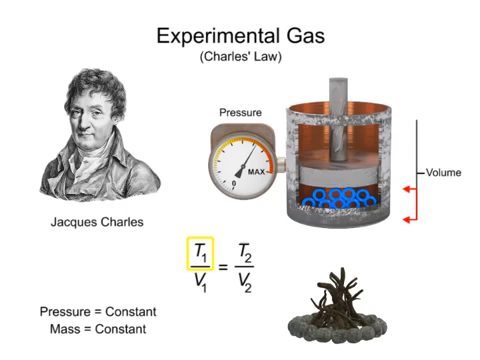 Experimental Gas
(Charles' Law)
Pressure
MAX
0
Volume
Jacques Charles
T₁/V₁ = T₂/V₂
Pressure = Constant
Mass = Constant